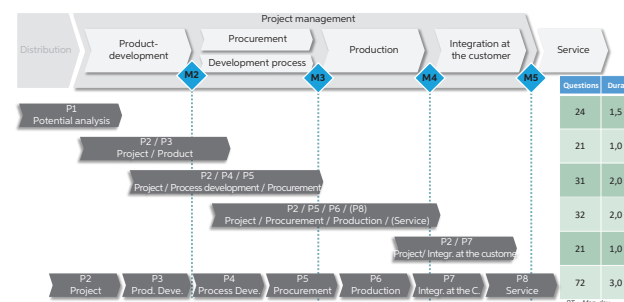 Project management
Distribution
Product-
development
Procurement
Development process
Production
Integration at
the customer
Service
M2
M3
M4
M5
Questions
Dura
P1
Potential analysis
24
1,5
P2 / P3
Project / Product
21
1,0
P2 / P4 / P5
Project / Process development / Procurement
31
2,0
P2 / P5 / P6 / (P8)
Project / Procurement / Production / (Service)
32
2,0
P2 / P7
Project/ Integr. at the custome
21
1,0
P2
Project
P3
Prod. Deve.
P4
Process Deve.
P5
Procurement
P6
Production
P7
Integr. at the C.
P8
Service
72
3,0